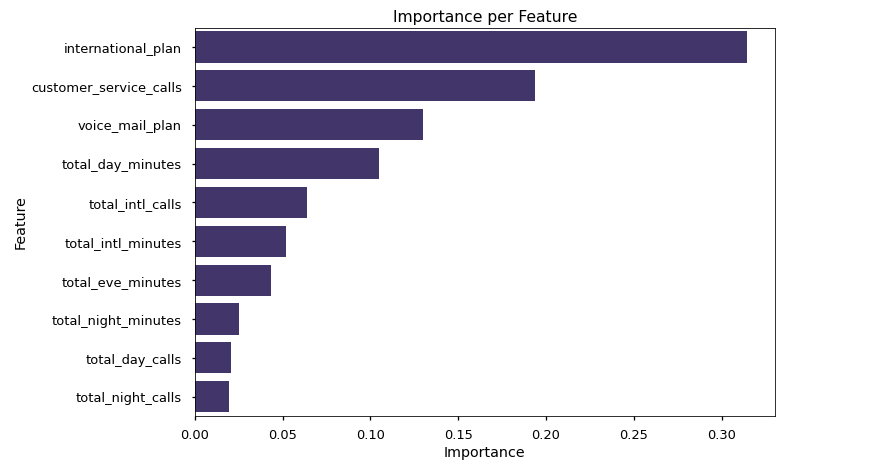 Importance per Feature
international_plan
customer_service_calls
voice_mail_plan
total_day_minutes
total_intl_calls
total_intl_minutes
total_eve_minutes
total_night_minutes
total_day_calls
total_night_calls
Feature
0.00 0.05 0.10 0.15 0.20 0.25 0.30
Importance